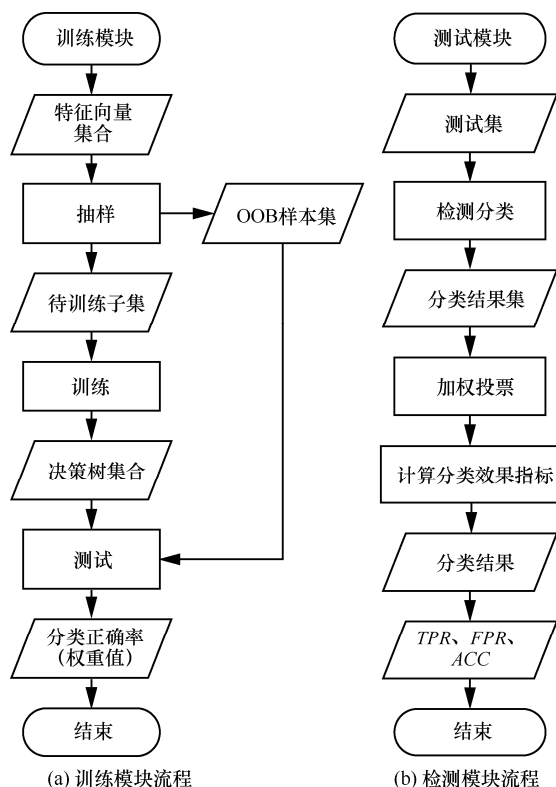 训练模块
特征向量
集合
抽样
OOB样本集
待训练子集
训练
决策树集合
测试
分类正确率
（权重值）
结束
(a) 训练模块流程
测试模块
测试集
检测分类
分类结果集
加权投票
计算分类效果指标
分类结果
TPR、FPR、
ACC
结束
(b) 检测模块流程